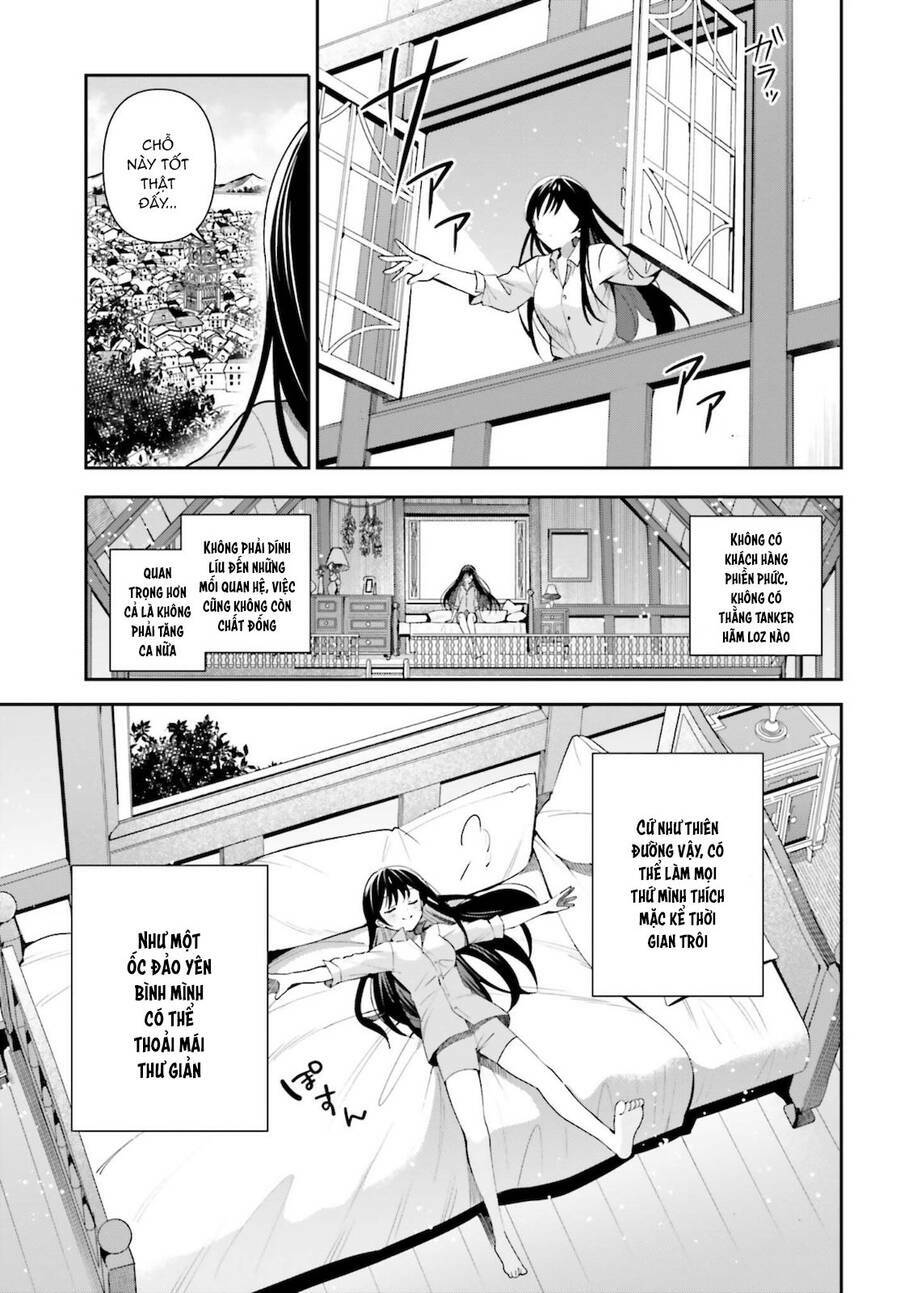 ガラッ
ファ
アァ
CHỖ
NÀY TỐT
THẬT
ĐẤY...
KHÔNG CÓ
KHÁCH HÀNG
PHIỀN PHỨC,
KHÔNG CÓ
THẰNG TANKER
HÃM LOZ NÀO
KHÔNG PHẢI DÍNH
LÍU ĐẾN NHỮNG
MỐI QUAN HỆ, VIỆC
CŨNG KHÔNG CÒN
CHẤT ĐỐNG
QUAN
TRỌNG HƠN
CẢ LÀ KHÔNG
PHẢI TĂNG
CA NỮA
CỨ NHƯ THIÊN
ĐƯỜNG VẬY, CÓ
THỂ LÀM MỌI
THỨ MÌNH THÍCH
MẶC KỂ THỜI
GIAN TRÔI
NHƯ MỘT
ỐC ĐẢO YÊN
BÌNH MÌNH
CÓ THỂ
THOẢI MÁI
THƯ GIẢN
ぽすん